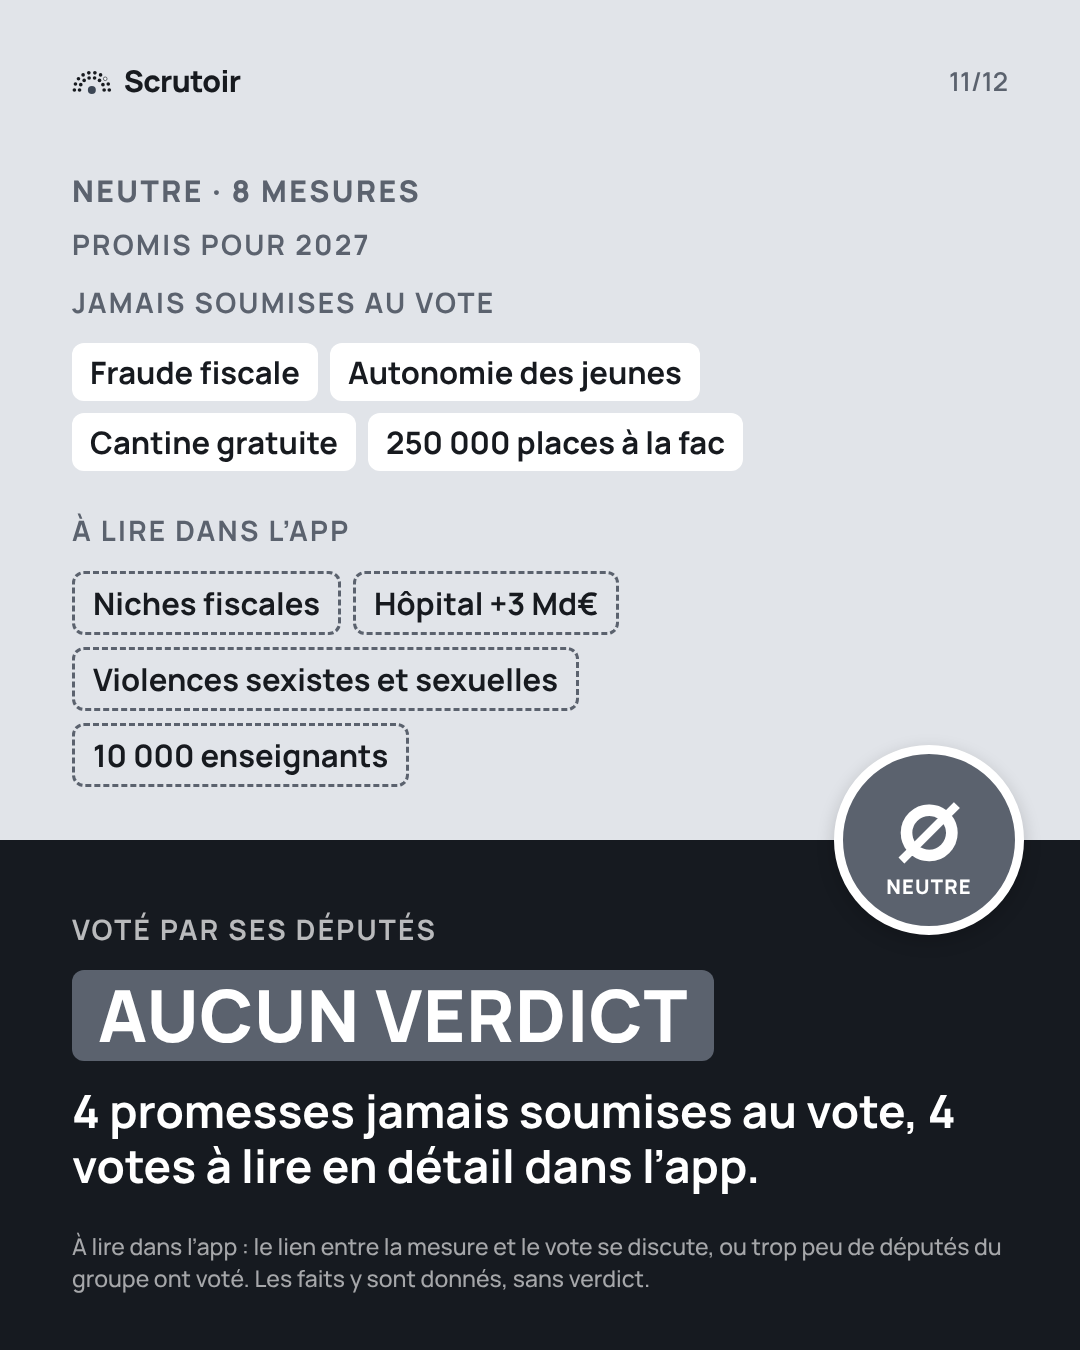 Scrutoir
11/12
NEUTRE · 8 MESURES
PROMIS POUR 2027
JAMAIS SOUMISES AU VOTE
Fraude fiscale
Autonomie des jeunes
Cantine gratuite
250 000 places à la fac
À LIRE DANS L’APP
Niches fiscales
Hôpital +3 Md€
Violences sexistes et sexuelles
10 000 enseignants
NEUTRE
VOTÉ PAR SES DÉPUTÉS
AUCUN VERDICT
4 promesses jamais soumises au vote, 4
votes à lire en détail dans l’app.
À lire dans l’app : le lien entre la mesure et le vote se discute, ou trop peu de députés du
groupe ont voté. Les faits y sont donnés, sans verdict.